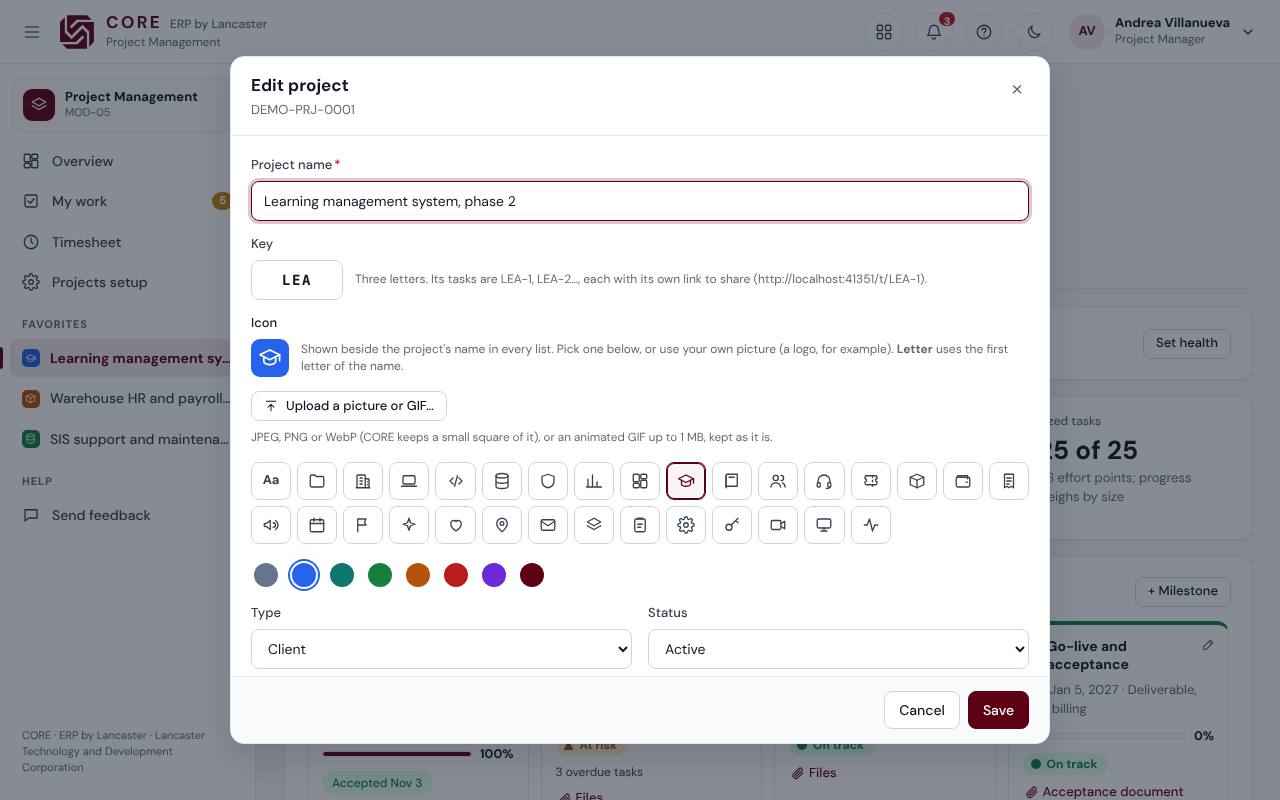 CORE ERP by Lancaster
Project Management
3
AV
Andrea Villanueva
Project Manager
Project Management
MOD-05
Overview
My work
5
Timesheet
Projects setup
FAVORITES
Learning management sy...
Warehouse HR and payroll...
SIS support and maintena...
HELP
Send feedback
CORE · ERP by Lancaster · Lancaster
Technology and Development
Corporation
Edit project
DEMO-PRJ-0001
Project name *
Learning management system, phase 2
Key
LEA
Three letters. Its tasks are LEA-1, LEA-2..., each with its own link to share (http://localhost:41351/t/LEA-1).
Icon
Shown beside the project's name in every list. Pick one below, or use your own picture (a logo, for example). Letter uses the first
letter of the name.
Upload a picture or GIF...
JPEG, PNG or WebP (CORE keeps a small square of it), or an animated GIF up to 1 MB, kept as it is.
Aa
Type
Status
Client
Active
Cancel
Save
Set health
tasks
25 of 25
effort points; progress
weighs by size
+ Milestone
Go-live and
acceptance
Jan 5, 2027 · Deliverable,
billing
0%
On track
Acceptance document
100%
Accepted Nov 3
At risk
3 overdue tasks
Files
On track
Files